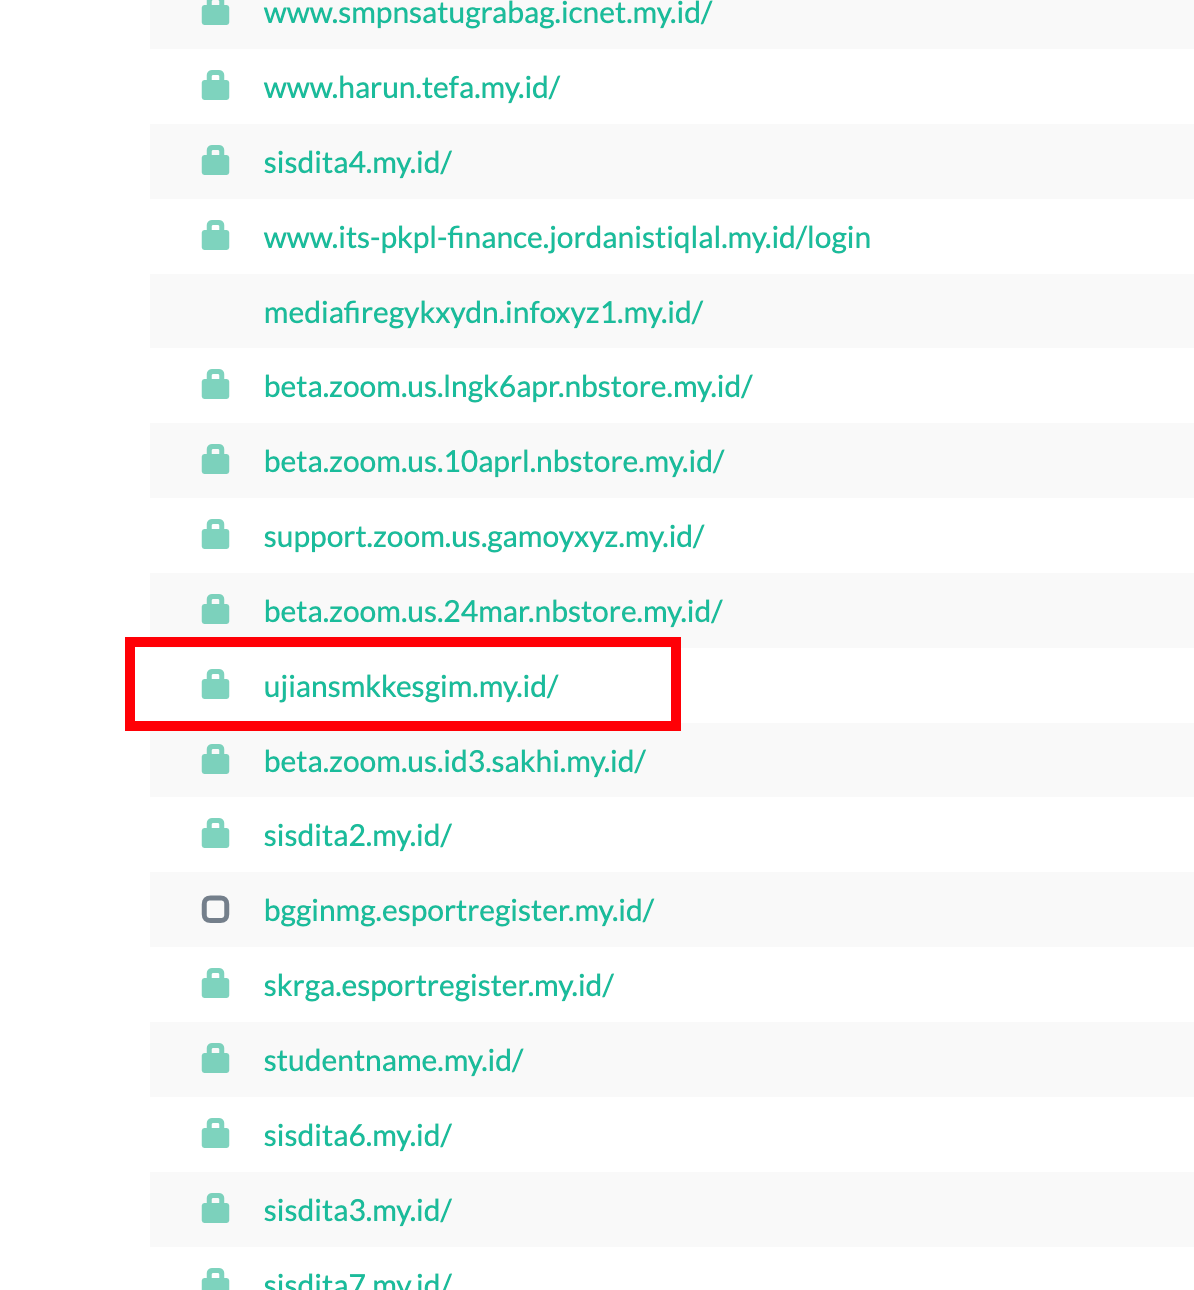 www.smpnsatugrabag.icnet.my.id/
www.harun.tefa.my.id/
sisdita4.my.id/
www.its-pkpl-finance.jordanistiqlal.my.id/login
mediafiregykxydn.infoxyz1.my.id/
beta.zoom.us.lngk6apr.nbstore.my.id/
beta.zoom.us.10aprl.nbstore.my.id/
support.zoom.us.gamoyxyz.my.id/
beta.zoom.us.24mar.nbstore.my.id/
ujiansmkkesgim.my.id/
beta.zoom.us.id3.sakhi.my.id/
sisdita2.my.id/
bgginmg.esportregister.my.id/
skrga.esportregister.my.id/
studentname.my.id/
sisdita6.my.id/
sisdita3.my.id/
sisdita7.my.id/